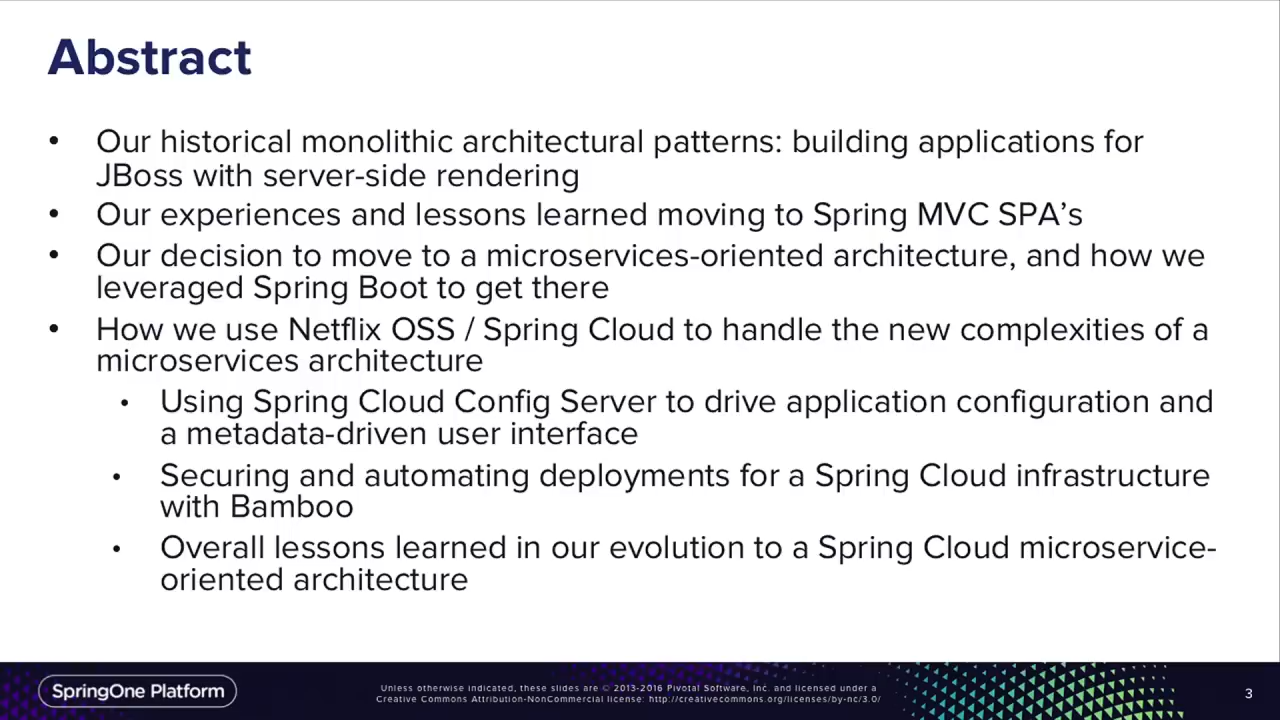 Abstract
• Our historical monolithic architectural patterns: building applications for
JBoss with server-side rendering
• Our experiences and lessons learned moving to Spring MVC SPA's
• Our decision to move to a microservices-oriented architecture, and how we
leveraged Spring Boot to get there
• How we use Netflix OSS / Spring Cloud to handle the new complexities of a
microservices architecture
• Using Spring Cloud Config Server to drive application configuration and
a metadata-driven user interface
• Securing and automating deployments for a Spring Cloud infrastructure
with Bamboo
• Overall lessons learned in our evolution to a Spring Cloud microservice-
oriented architecture
SpringOne Platform
Unless otherwise indicated, these slides are © 2013-2016 Pivotal Software, Inc. and licensed under a
Creative Commons Attribution-NonCommercial license: http://creativecommons.org/licenses/by-nc/3.0/
3